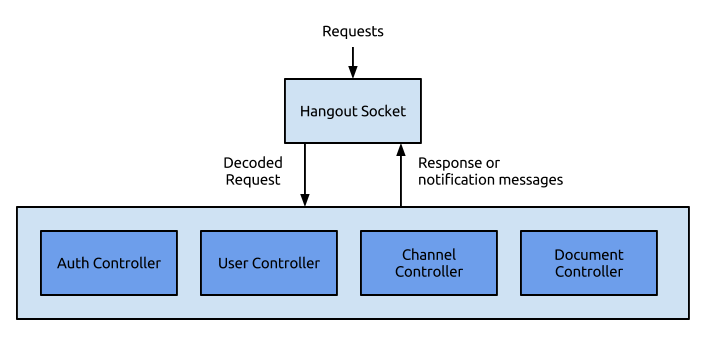 Requests
Hangout Socket
Decoded
Request
Response or
notification messages
Auth Controller
User Controller
Channel
Controller
Document
Controller